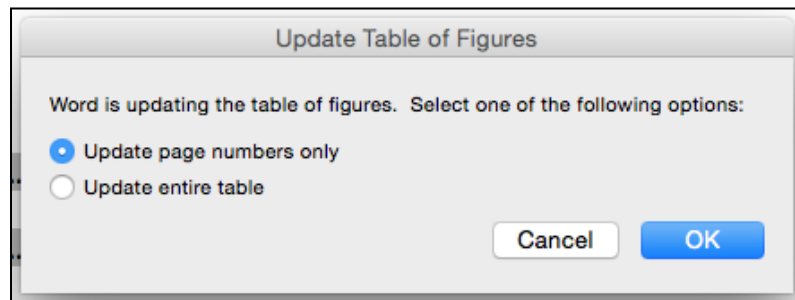 Update Table of Figures
Word is updating the table of figures.  Select one of the following options:
Update page numbers only
Update entire table
Cancel OK